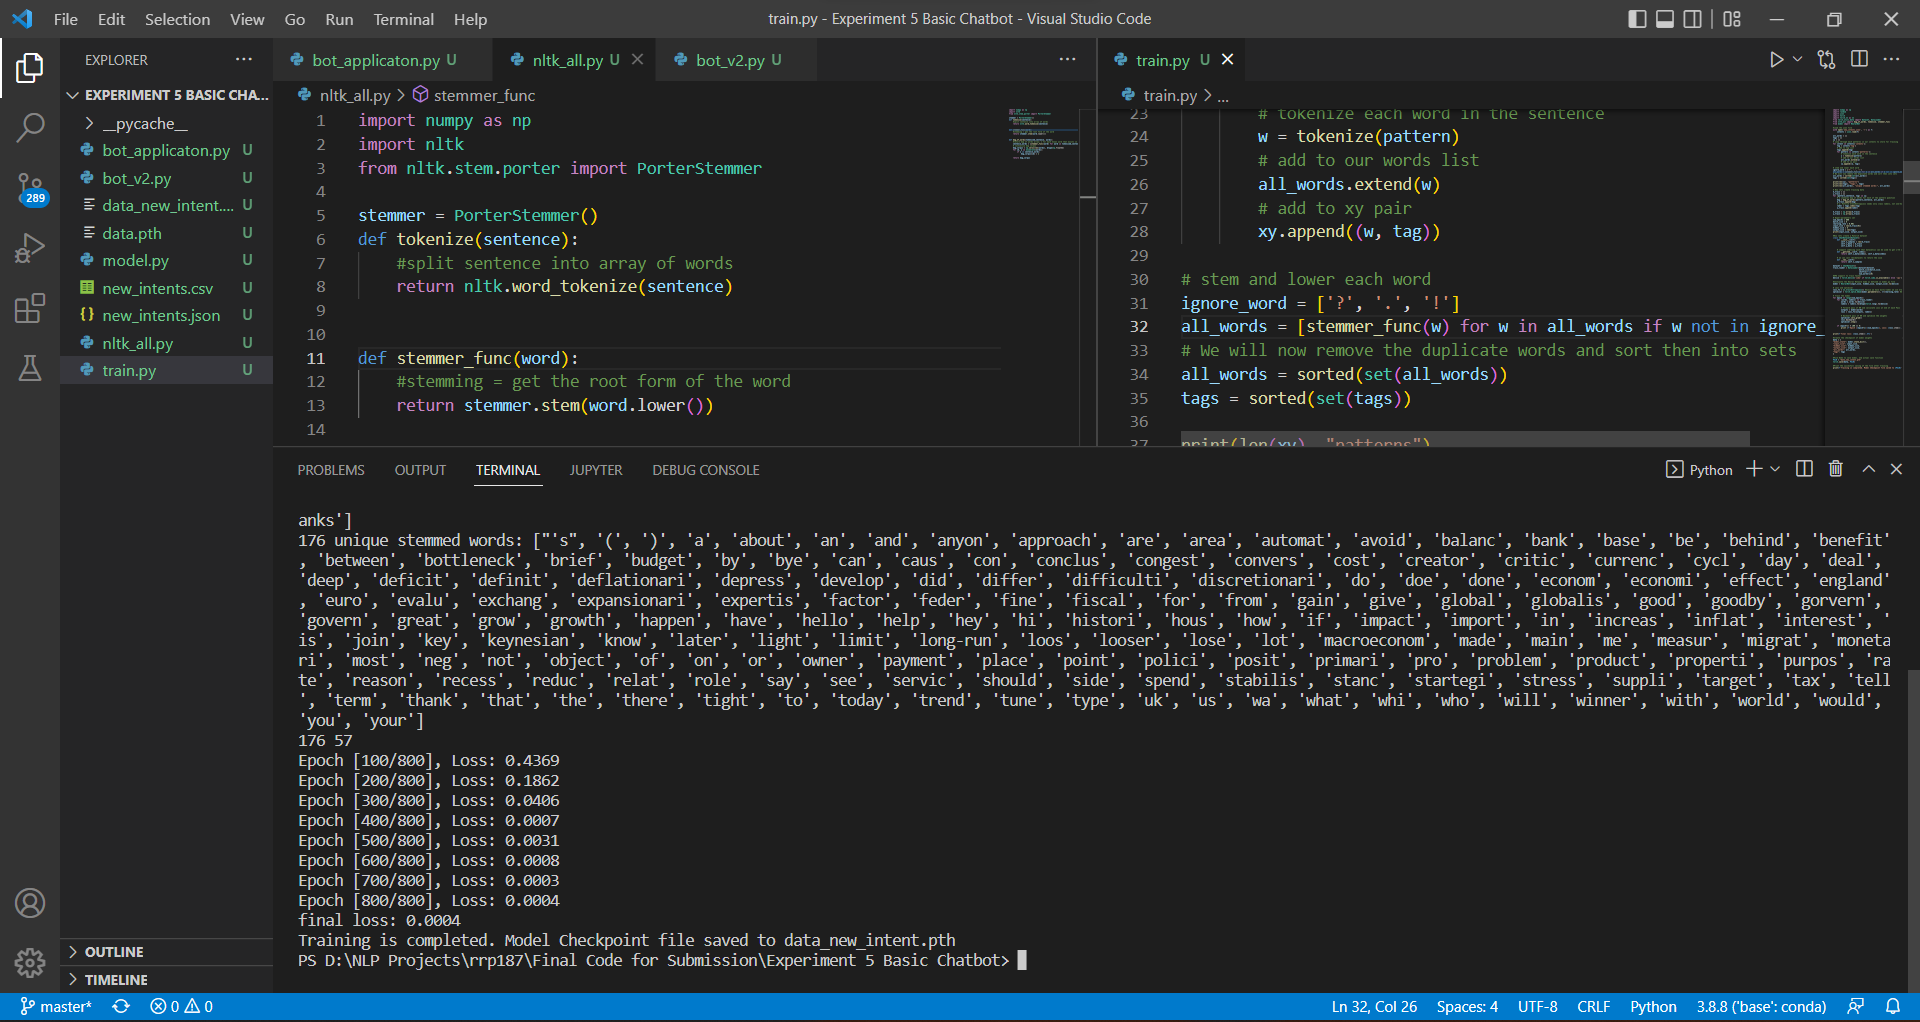 File Edit Selection View Go Run Terminal Help
train.py - Experiment 5 Basic Chatbot - Visual Studio Code
EXPLORER
EXPERIMENT 5 BASIC CHA...
__pycache__
bot_applicaton.py U
bot_v2.py U
data_new_intent.... U
data.pth U
model.py U
new_intents.csv U
new_intents.json U
nltk_all.py U
train.py U
289
OUTLINE
TIMELINE
bot_applicaton.py U nltk_all.py U bot_v2.py U
nltk_all.py > stemmer_func
1 import numpy as np
2 import nltk
3 from nltk.stem.porter import PorterStemmer
4
5 stemmer = PorterStemmer()
6 def tokenize(sentence):
7 #split sentence into array of words
8 return nltk.word_tokenize(sentence)
9
10
11 def stemmer_func(word):
12 #stemming = get the root form of the word
13 return stemmer.stem(word.lower())
14
train.py U
train.py > ...
23 # tokenize each word in the sentence
24 w = tokenize(pattern)
25 # add to our words list
26 all_words.extend(w)
27 # add to xy pair
28 xy.append((w, tag))
29
30 # stem and lower each word
31 ignore_word = ['?', '.', '!']
32 all_words = [stemmer_func(w) for w in all_words if w not in ignore_
33 # We will now remove the duplicate words and sort then into sets
34 all_words = sorted(set(all_words))
35 tags = sorted(set(tags))
36
37 print(len(xy), "patterns")
PROBLEMS OUTPUT TERMINAL JUPYTER DEBUG CONSOLE
Python
anks']
176 unique stemmed words: ["'s", '(', ')', 'a', 'about', 'an', 'and', 'anyon', 'approach', 'are', 'area', 'automat', 'avoid', 'balanc', 'bank', 'base', 'be', 'behind', 'benefit'
, 'between', 'bottleneck', 'brief', 'budget', 'by', 'bye', 'can', 'caus', 'con', 'conclus', 'congest', 'convers', 'cost', 'creator', 'critic', 'currenc', 'cycl', 'day', 'deal',
'deep', 'deficit', 'definit', 'deflationari', 'depress', 'develop', 'did', 'differ', 'difficulti', 'discretionari', 'do', 'doe', 'done', 'econom', 'economi', 'effect', 'england'
, 'euro', 'evalu', 'exchang', 'expansionari', 'expertis', 'factor', 'feder', 'fine', 'fiscal', 'for', 'from', 'gain', 'give', 'global', 'globalis', 'good', 'goodby', 'gorvern',
'govern', 'great', 'grow', 'growth', 'happen', 'have', 'hello', 'help', 'hey', 'hi', 'histori', 'hous', 'how', 'if', 'impact', 'import', 'in', 'increas', 'inflat', 'interest', '
is', 'join', 'key', 'keynesian', 'know', 'later', 'light', 'limit', 'long-run', 'loos', 'looser', 'lose', 'lot', 'macroeconom', 'made', 'main', 'me', 'measur', 'migrat', 'moneta
ri', 'most', 'neg', 'not', 'object', 'of', 'on', 'or', 'owner', 'payment', 'place', 'point', 'polici', 'posit', 'primari', 'pro', 'problem', 'product', 'properti', 'purpos', 'ra
te', 'reason', 'recess', 'reduc', 'relat', 'role', 'say', 'see', 'servic', 'should', 'side', 'spend', 'stabilis', 'stanc', 'startegi', 'stress', 'suppli', 'target', 'tax', 'tell
', 'term', 'thank', 'that', 'the', 'there', 'tight', 'to', 'today', 'trend', 'tune', 'type', 'uk', 'us', 'wa', 'what', 'whi', 'who', 'will', 'winner', 'with', 'world', 'would',
'you', 'your']
176 57
Epoch [100/800], Loss: 0.4369
Epoch [200/800], Loss: 0.1862
Epoch [300/800], Loss: 0.0406
Epoch [400/800], Loss: 0.0007
Epoch [500/800], Loss: 0.0031
Epoch [600/800], Loss: 0.0008
Epoch [700/800], Loss: 0.0003
Epoch [800/800], Loss: 0.0004
final loss: 0.0004
Training is completed. Model Checkpoint file saved to data_new_intent.pth
PS D:\NLP Projects\rrp187\Final Code for Submission\Experiment 5 Basic Chatbot>
master* 0 0 Ln 32, Col 26 Spaces: 4 UTF-8 CRLF Python 3.8.8 ('base': conda)